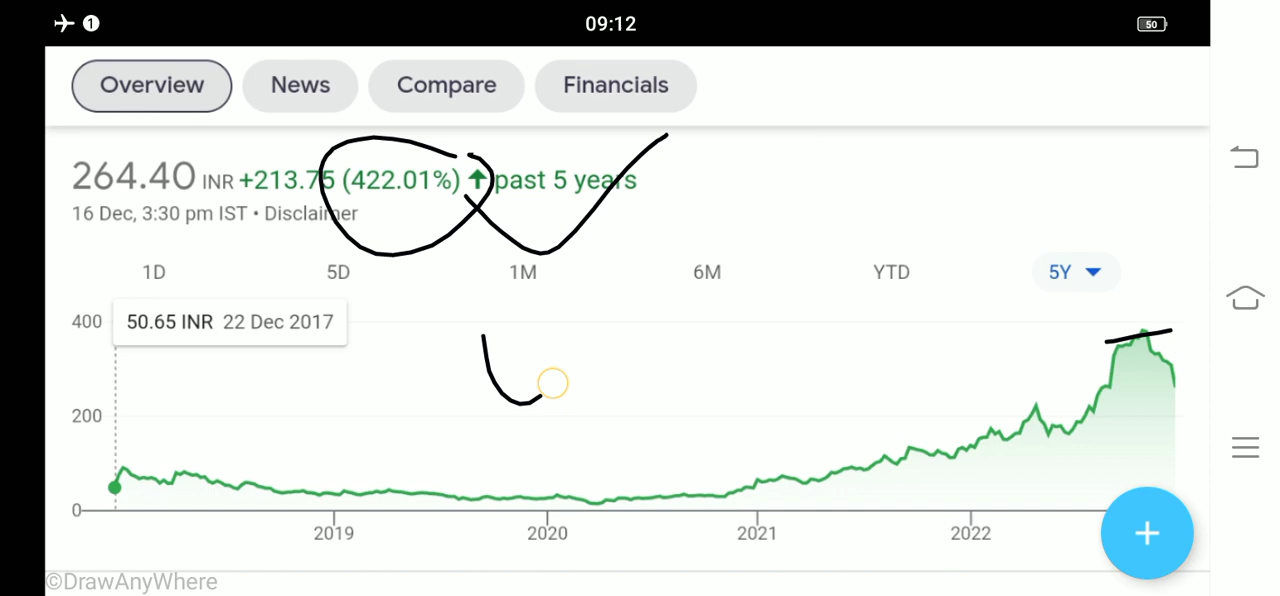 1 09:12 50
Overview News Compare Financials
264.40 INR +213.75 (422.01%) ↑ past 5 years
16 Dec, 3:30 pm IST • Disclaimer
1D 5D 1M 6M YTD 5Y
50.65 INR 22 Dec 2017
400
200
0
2019 2020 2021 2022
+
©DrawAnyWhere